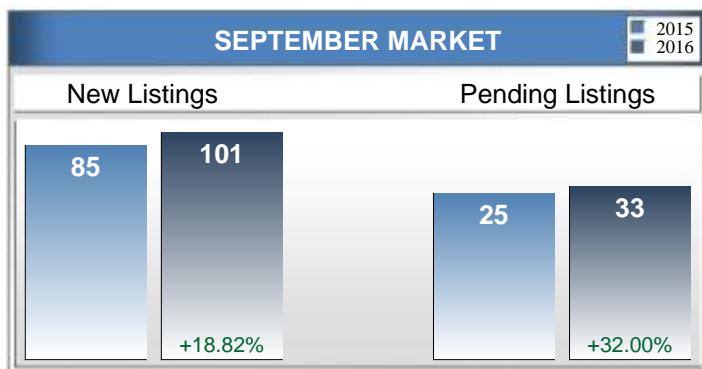 SEPTEMBER MARKET
2015
2016
New Listings
Pending Listings
85
101
+18.82%
25
33
+32.00%